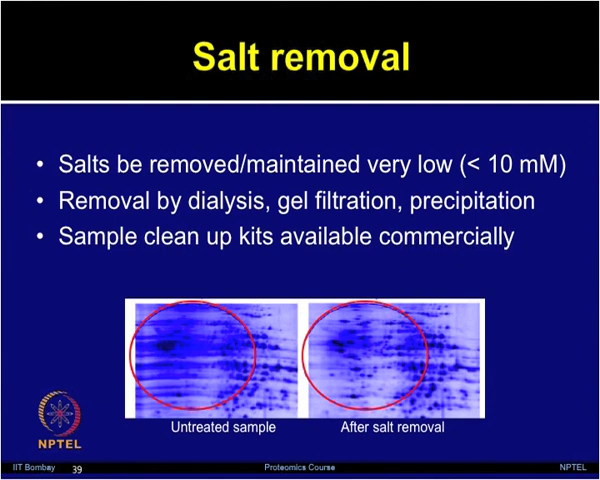 Salt removal
• Salts be removed/maintained very low (< 10 mM)
• Removal by dialysis, gel filtration, precipitation
• Sample clean up kits available commercially
Untreated sample
After salt removal
NPTEL
IIT Bombay
39
Proteomics Course
NPTEL